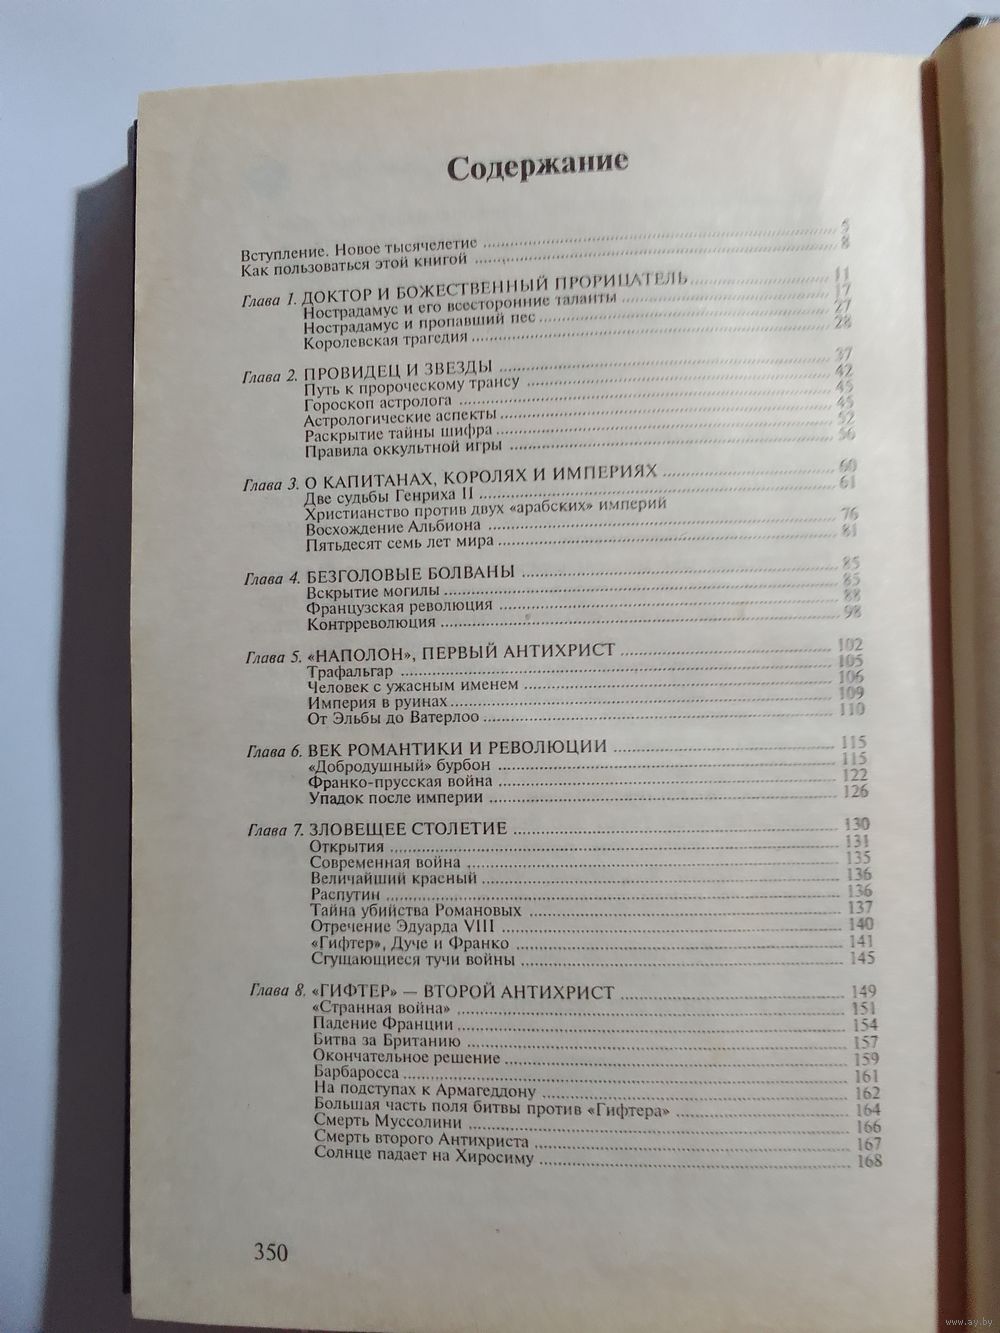 Содержание
Вступление. Новое тысячелетие ........ 5
Как пользоваться этой книгой ........ 8
Глава 1. ДОКТОР И БОЖЕСТВЕННЫЙ ПРОРИЦАТЕЛЬ ........ 11
Нострадамус и его всесторонние таланты ........ 17
Нострадамус и пропавший пес ........ 27
Королевская трагедия ........ 28
Глава 2. ПРОВИДЕЦ И ЗВЕЗДЫ ........ 37
Путь к пророческому трансу ........ 42
Гороскоп астролога ........ 45
Астрологические аспекты ........ 45
Раскрытие тайны шифра ........ 52
Правила оккультной игры ........ 56
Глава 3. О КАПИТАНАХ, КОРОЛЯХ И ИМПЕРИЯХ ........ 60
Две судьбы Генриха II ........ 61
Христианство против двух «арабских» империй
Восхождение Альбиона ........ 76
Пятьдесят семь лет мира ........ 81
Глава 4. БЕЗГОЛОВЫЕ БОЛВАНЫ ........ 85
Вскрытие могилы ........ 85
Французская революция ........ 88
Контрреволюция ........ 98
Глава 5. «НАПОЛОН», ПЕРВЫЙ АНТИХРИСТ ........ 102
Трафальгар ........ 105
Человек с ужасным именем ........ 106
Империя в руинах ........ 109
От Эльбы до Ватерлоо ........ 110
Глава 6. ВЕК РОМАНТИКИ И РЕВОЛЮЦИИ ........ 115
«Добродушный» бурбон ........ 115
Франко-прусская война ........ 122
Упадок после империи ........ 126
Глава 7. ЗЛОВЕЩЕЕ СТОЛЕТИЕ ........ 130
Открытия ........ 131
Современная война ........ 135
Величайший красный ........ 136
Распутин ........ 136
Тайна убийства Романовых ........ 137
Отречение Эдуарда VIII ........ 140
«Гифтер», Дуче и Франко ........ 141
Сгущающиеся тучи войны ........ 145
Глава 8. «ГИФТЕР» — ВТОРОЙ АНТИХРИСТ ........ 149
«Странная война» ........ 151
Падение Франции ........ 154
Битва за Британию ........ 157
Окончательное решение ........ 159
Барбаросса ........ 161
На подступах к Армагеддону ........ 162
Большая часть поля битвы против «Гифтера» ........ 164
Смерть Муссолини ........ 166
Смерть второго Антихриста ........ 167
Солнце падает на Хиросиму ........ 168
350
www.ay.by